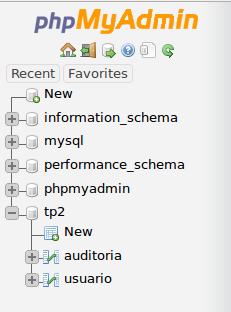 phpMyAdmin
Recent Favorites
New
information_schema
mysql
performance_schema
phpmyadmin
tp2
New
auditoria
usuario